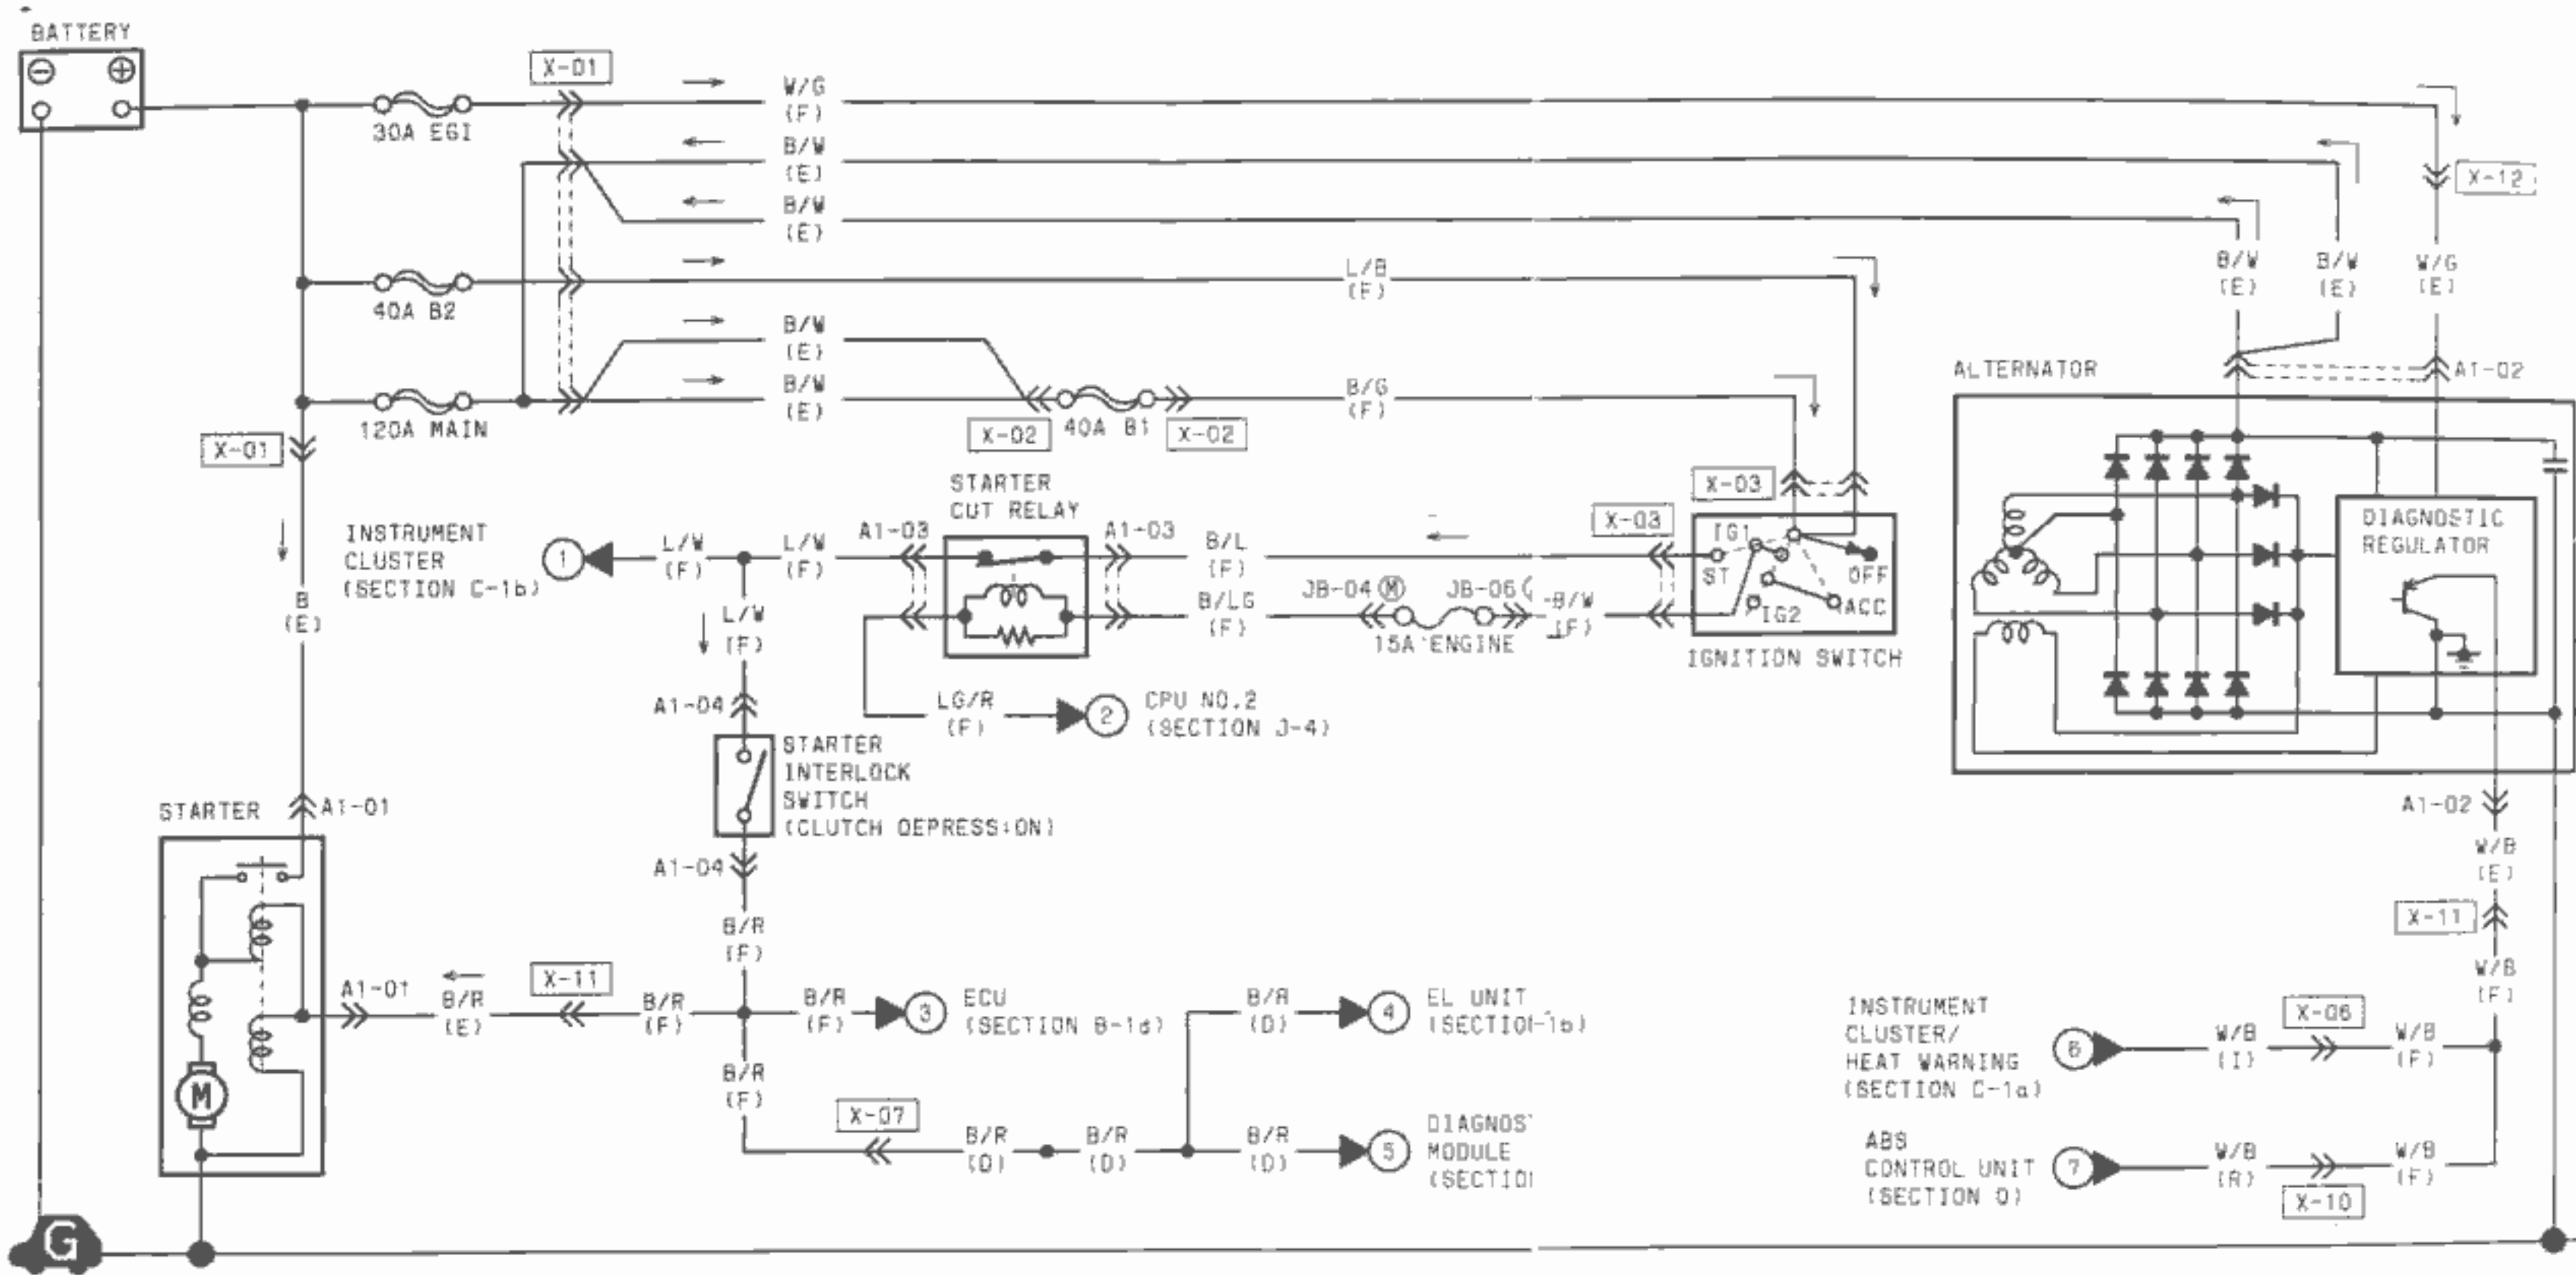 BATTERY
X-01
30A EGI
W/G
(F)
B/W
(E)
B/W
(E)
X-12
40A B2
L/B
(F)
B/W
(E)
B/W
(E)
W/G
(E)
B/W
(E)
120A MAIN
B/W
(E)
X-02
40A B1
X-02
B/G
(F)
ALTERNATOR
A1-02
X-01
STARTER
CUT RELAY
X-03
INSTRUMENT
CLUSTER
(SECTION C-1b)
1
L/W
(F)
L/W
(F)
A1-03
A1-03
B/L
(F)
X-03
IG1
ST
OFF
IG2
ACC
IGNITION SWITCH
DIAGNOSTIC
REGULATOR
B
(E)
L/W
(F)
B/LG
(F)
JB-04 M
JB-06
15A ENGINE
B/W
(F)
A1-04
LG/R
(F)
2
CPU NO.2
(SECTION J-4)
STARTER
INTERLOCK
SWITCH
(CLUTCH DEPRESSION)
STARTER
A1-01
A1-04
A1-02
W/B
(E)
B/R
(F)
X-11
W/B
(F)
A1-01
B/R
(E)
X-11
B/R
(F)
B/R
(F)
3
ECU
(SECTION B-1d)
B/R
(D)
4
EL UNIT
INSTRUMENT
CLUSTER/
HEAT WARNING
(SECTION C-1a)
6
W/B
(I)
X-06
W/B
(F)
M
B/R
(F)
X-07
B/R
(D)
B/R
(D)
B/R
(D)
5
MODULE
ABS
CONTROL UNIT
7
W/B
(R)
X-10
W/B
(F)
G